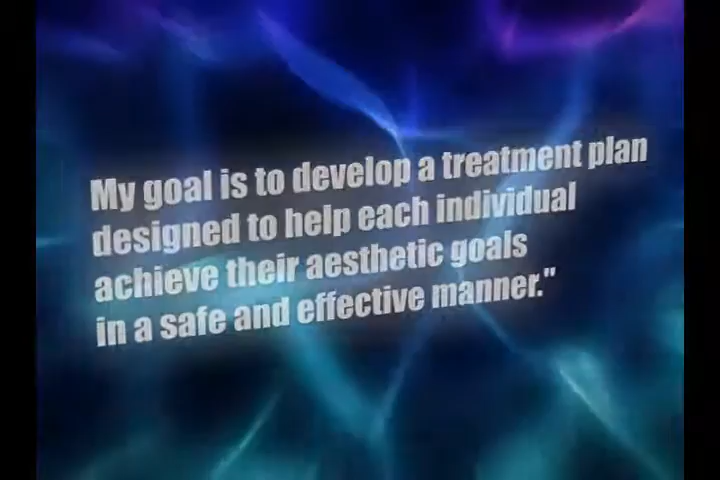 My goal is to develop a treatment plan
designed to help each individual
achieve their aesthetic goals
in a safe and effective manner."